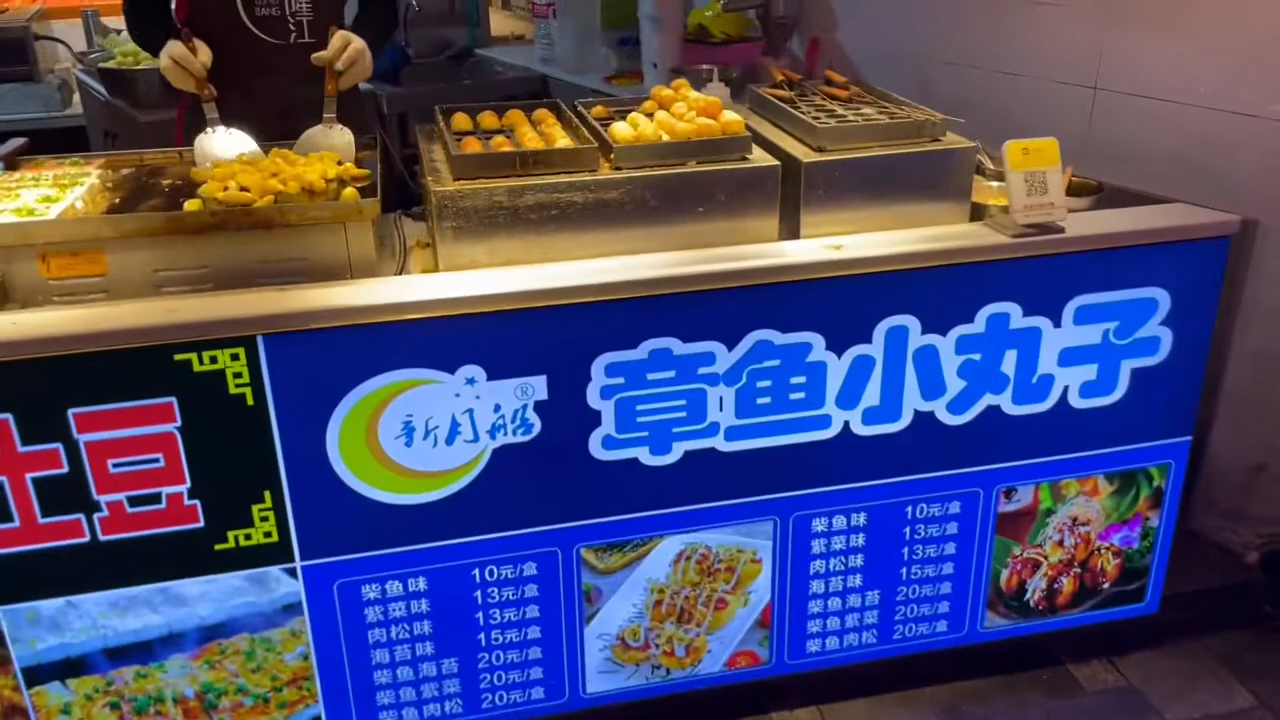 JIANG
隆江
土豆
新月船®
章鱼小丸子
柴鱼味 10元/盒
紫菜味 13元/盒
肉松味 13元/盒
海苔味 15元/盒
柴鱼海苔 20元/盒
柴鱼紫菜 20元/盒
柴鱼肉松 20元/盒
柴鱼味 10元/盒
紫菜味 13元/盒
肉松味 13元/盒
海苔味 15元/盒
柴鱼海苔 20元/盒
柴鱼紫菜 20元/盒
柴鱼肉松 20元/盒